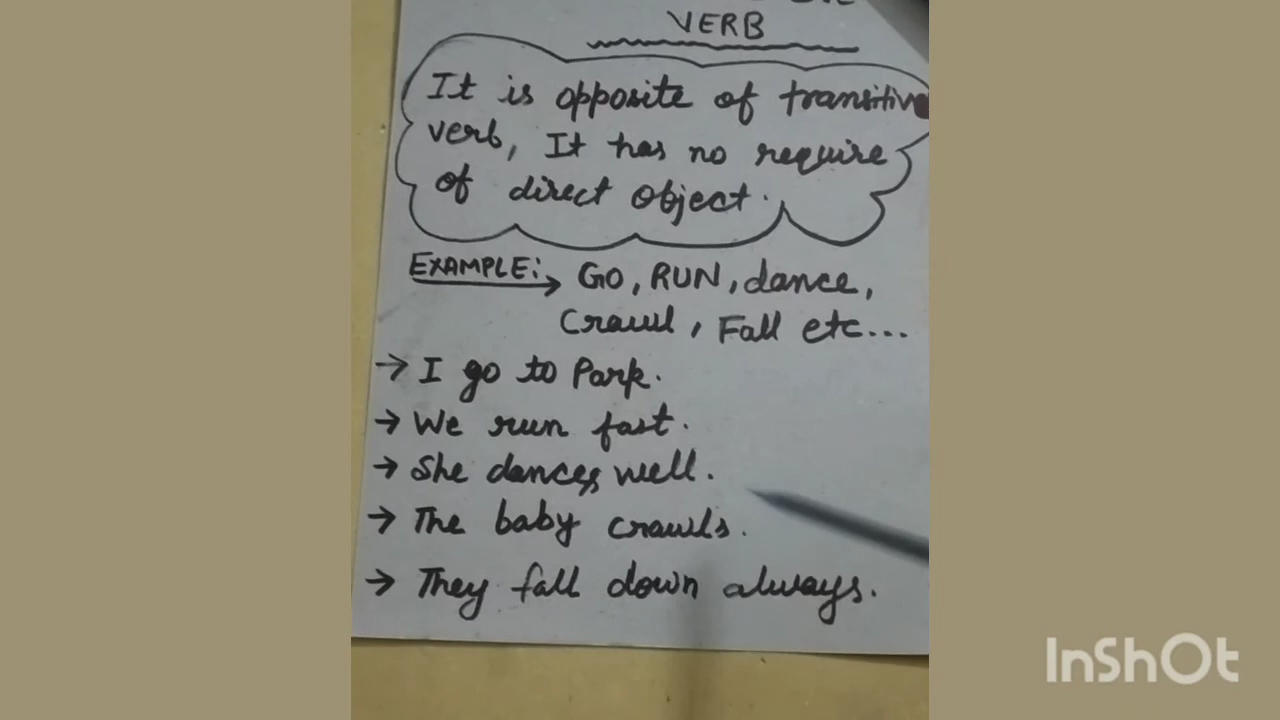 VERB
It is opposite of transitive
verb, It has no require
of direct object.
EXAMPLE:→ GO, RUN, dance,
Crawl, Fall etc...
→ I go to Park.
→ We run fast.
→ She dances well.
→ The baby crawls.
→ They fall down always.
InShOt